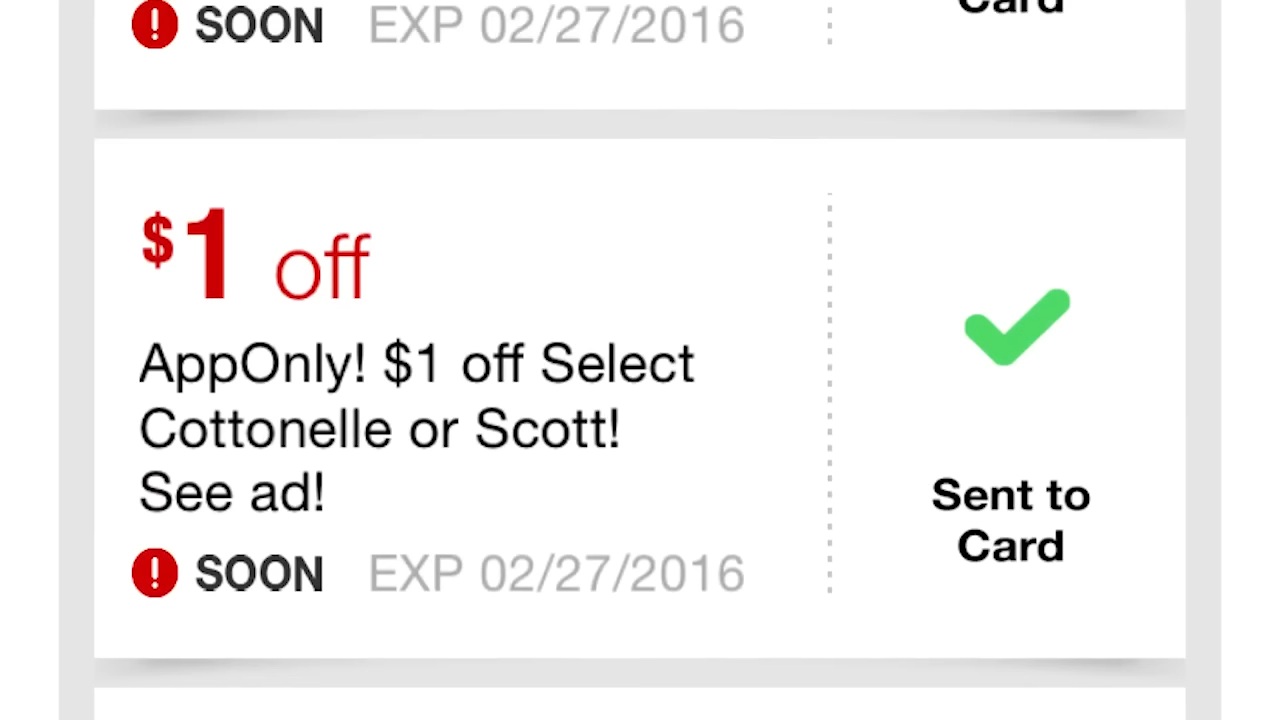 Card
SOON EXP 02/27/2016
$1 off
AppOnly! $1 off Select
Cottonelle or Scott!
See ad!
SOON EXP 02/27/2016
Sent to
Card